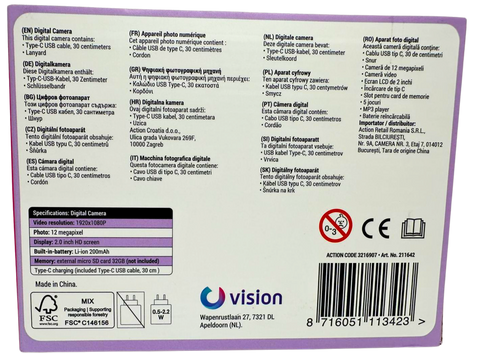 (EN) Digital Camera
This digital camera contains:
• Type-C USB cable, 30 centimeters
• Lanyard
(DE) Digitalkamera
Diese Digitalkamera enthält:
• Typ-C-USB-Kabel, 30 Zentimeter
• Schlüsselbandr
(BG) Цифров фотоапарат
Този цифров фотоапарат съдържа:
• Type-C USB кабел, 30 сантиметра
• Шнур
(CZ) Digitální fotoaparát
Tento digitální fotoaparát obsahuje:
• Kabel USB typu C, 30 centimetrů
• Šňůrka
(ES) Cámara digital
Esta cámara digital contiene:
• Cable USB tipo C, 30 centímetros
• Cordón
(FR) Appareil photo numérique
Cet appareil photo numérique contient :
• Câble USB de type C, 30 centimètres
• Cordon
(GR) Ψηφιακή φωτογραφική μηχανή
Αυτή η ψηφιακή φωτογραφική μηχανή περιέχει:
• Καλώδιο USB Type-C, 30 εκατοστά
• Κορδόνι
(HR) Digitalna kamera
Ovaj digitalni fotoaparat sadrži:
• USB kabel tipa C, 30 centimetara
• Uzica
Action Croatia d.o.o.
Ulica grada Vukovara 269F,
10000 Zagreb
(IT) Macchina fotografica digitale
Questa fotocamera digitale contiene:
• Cavo USB di tipo C, 30 centimetri
• Cavo chiave
(NL) Digitale camera
Deze digitale camera bevat:
• Type-C USB-kabel, 30 centimeter
• Sleutelkoord
(PL) Aparat cyfrowy
Ten aparat cyfrowy zawiera:
• Kabel USB typu C, 30 centymetrów
• Smycz
(PT) Câmera digital
Esta câmara digital contém:
• Cabo USB tipo C, 30 centímetros
• Cordão
(SI) Digitalni fotoaparatt
Ta digitalni fotoaparat vsebuje:
• USB kabel Type-C, 30 centimetrov
• Vrvica
(SK) Digitálny fotoaparát
Tento digitálny fotoaparát obsahuje:
• Kábel USB typu C, 30 centimetrov
• Šnúrka na krk
(RO) Aparat foto digital
Această cameră digitală conține:
• Cablu USB tip C, 30 de centimetri
• Snur
• Camera de 12 megapixeli
• Camera video
• Ecran LCD de 2 inchi
• Încărcare de tip C
• Slot pentru card de memorie
• 5 jocuri
• MP3 player
• Baterie reîncărcabilă
Importator / distribuitor:
Action Retail Romania S.R.L.,
Strada BUCIUREȘTI,
Nr. 9A, CAMERA NR. 3, Etaj 7, 014012
București, Tara de origine China
Specifications: Digital Camera
Video resolution: 1920x1080P
Photo: 12 megapixel
Display: 2.0 inch HD screen
Built-in-battery: Li-ion 200mAh
Memory: external micro SD card 32GB (not included)
Type-C charging (included Type-C USB cable, 30 cm )
Made in China.
FSC
www.fsc.org
MIX
Packaging | Supporting
responsible forestry
FSC® C146156
0.5-2.2
W
vision
Wapenrustlaan 27, 7321 DL
Apeldoorn (NL).
0-3
CE
ACTION CODE 3216907 - Art. no. 211642
8 716051 113423 >